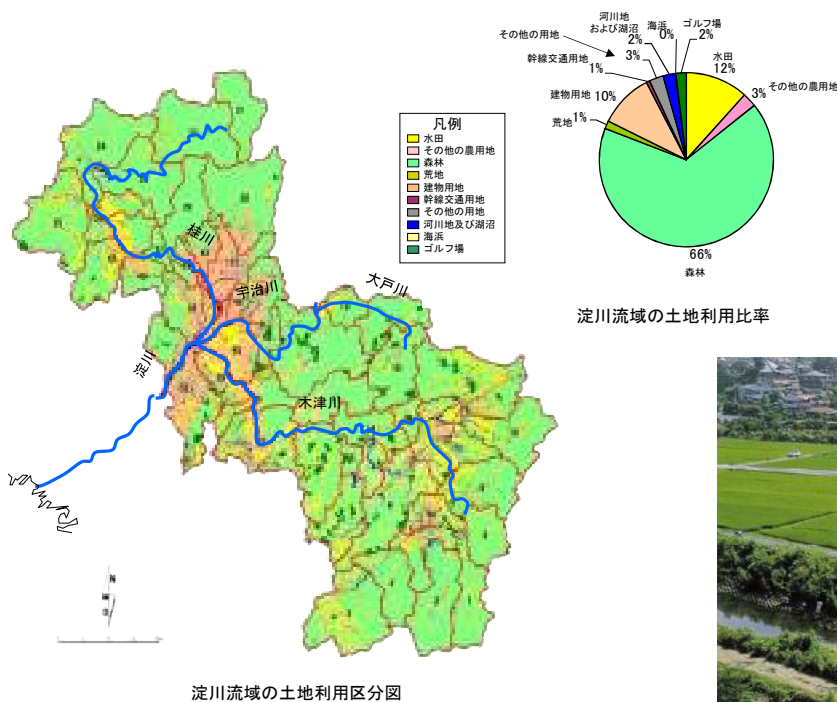 河川地
および湖沼
2%
海浜
0%
ゴルフ場
2%
その他の用地
3%
幹線交通用地
1%
水田
12%
その他の農用地
3%
建物用地
10%
荒地
1%
66%
森林
淀川流域の土地利用比率
凡例
水田
その他の農用地
森林
荒地
建物用地
幹線交通用地
その他の用地
河川地及び湖沼
海浜
ゴルフ場
桂川
宇治川
大戸川
淀川
木津川
淀川流域の土地利用区分図